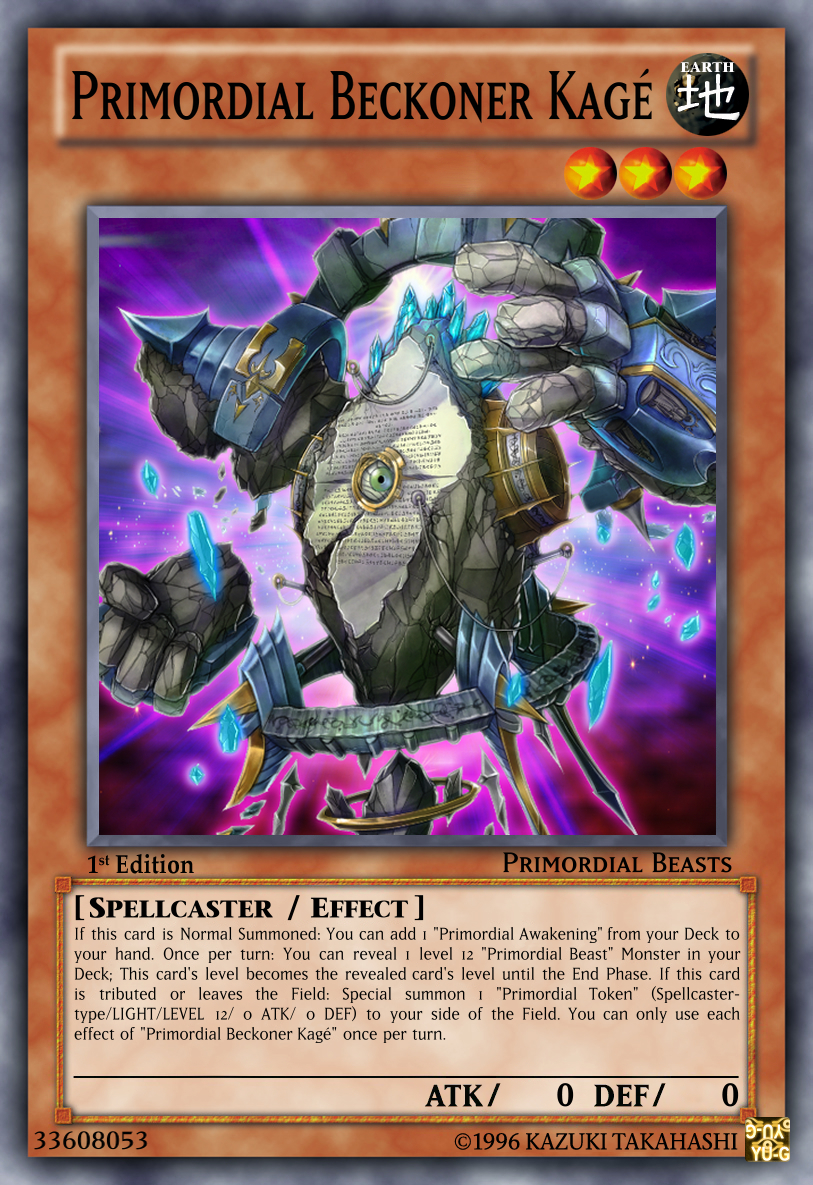 Primordial Beckoner Kagé
EARTH
地
1st Edition
Primordial Beasts
[ Spellcaster / Effect ]
If this card is Normal Summoned: You can add 1 "Primordial Awakening" from your Deck to
your hand. Once per turn: You can reveal 1 level 12 "Primordial Beast" Monster in your
Deck; This card's level becomes the revealed card's level until the End Phase. If this card
is tributed or leaves the Field: Special summon 1 "Primordial Token" (Spellcaster-
type/LIGHT/LEVEL 12/ 0 ATK/ 0 DEF) to your side of the Field. You can only use each
effect of "Primordial Beckoner Kagé" once per turn.
ATK/ 0 DEF/ 0
33608053 ©1996 KAZUKI TAKAHASHI